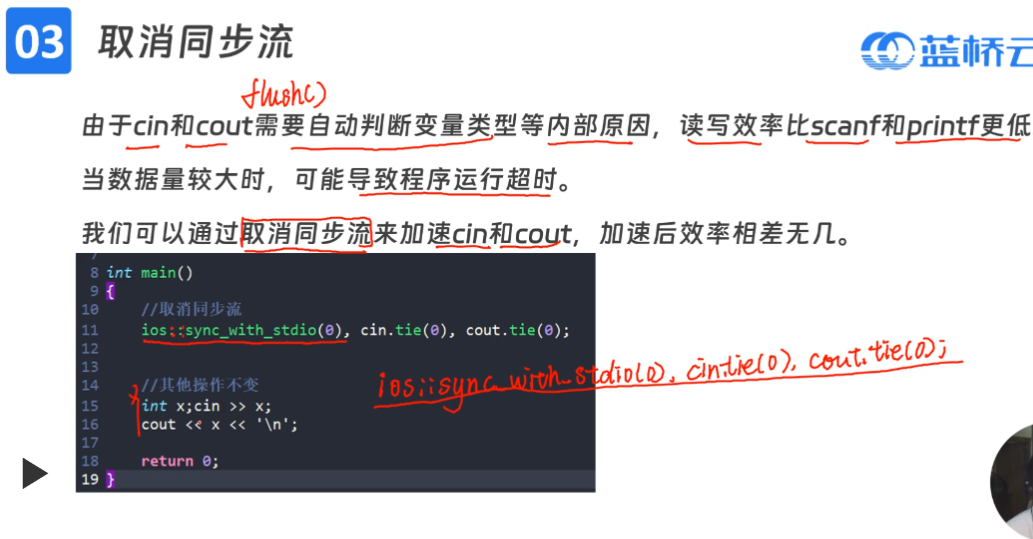 03 取消同步流
蓝桥云
flush()
由于cin和cout需要自动判断变量类型等内部原因，读写效率比scanf和printf更低
当数据量较大时，可能导致程序运行超时。
我们可以通过取消同步流来加速cin和cout，加速后效率相差无几。
7
8 int main()
9 {
10 //取消同步流
11 ios::sync_with_stdio(0), cin.tie(0), cout.tie(0);
12
13
ios::sync_with_stdio(0), cin.tie(0), cout.tie(0);
14 //其他操作不变
15 int x;cin >> x;
16 cout << x << '\n';
17
18 return 0;
19 }